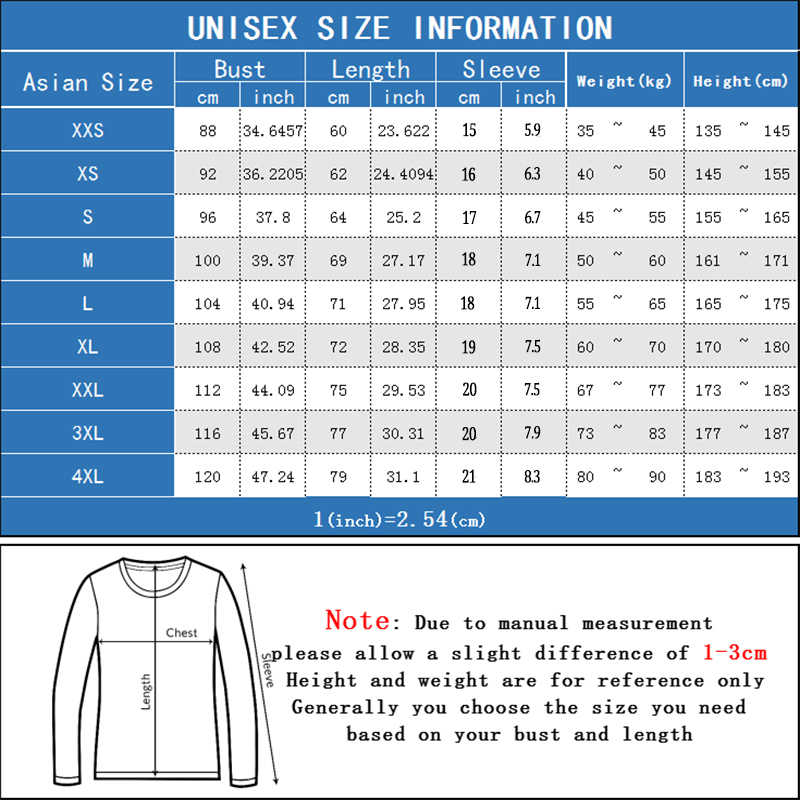 UNISEX SIZE INFORMATION
Asian Size Bust Length Sleeve Weight(kg) Height(cm)
cm inch cm inch cm inch
XXS 88 34.6457 60 23.622 15 5.9 35 ~ 45 135 ~ 145
XS 92 36.2205 62 24.4094 16 6.3 40 ~ 50 145 ~ 155
S 96 37.8 64 25.2 17 6.7 45 ~ 55 155 ~ 165
M 100 39.37 69 27.17 18 7.1 50 ~ 60 161 ~ 171
L 104 40.94 71 27.95 18 7.1 55 ~ 65 165 ~ 175
XL 108 42.52 72 28.35 19 7.5 60 ~ 70 170 ~ 180
XXL 112 44.09 75 29.53 20 7.5 67 ~ 77 173 ~ 183
3XL 116 45.67 77 30.31 20 7.9 73 ~ 83 177 ~ 187
4XL 120 47.24 79 31.1 21 8.3 80 ~ 90 183 ~ 193
1(inch)=2.54(cm)
Chest
Length
Sleeve
Note: Due to manual measurement
please allow a slight difference of 1-3cm
Height and weight are for reference only
Generally you choose the size you need
based on your bust and length